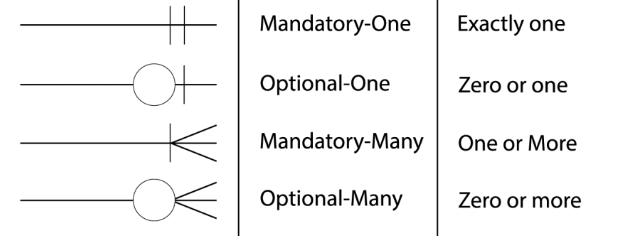 Mandatory-One Exactly one
Optional-One Zero or one
Mandatory-Many One or More
Optional-Many Zero or more